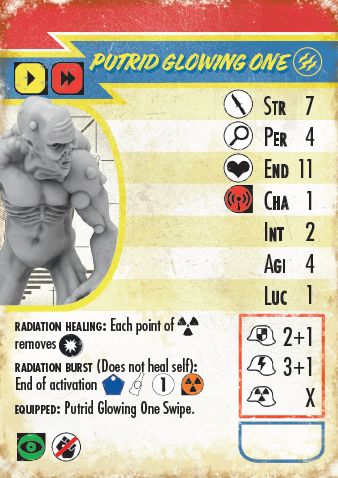 PUTRID GLOWING ONE
STR 7
PER 4
END 11
CHA 1
INT 2
AGI 4
LUC 1
RADIATION HEALING: Each point of
removes
RADIATION BURST (Does not heal self):
End of activation 1
EQUIPPED: Putrid Glowing One Swipe.
2+1
3+1
X